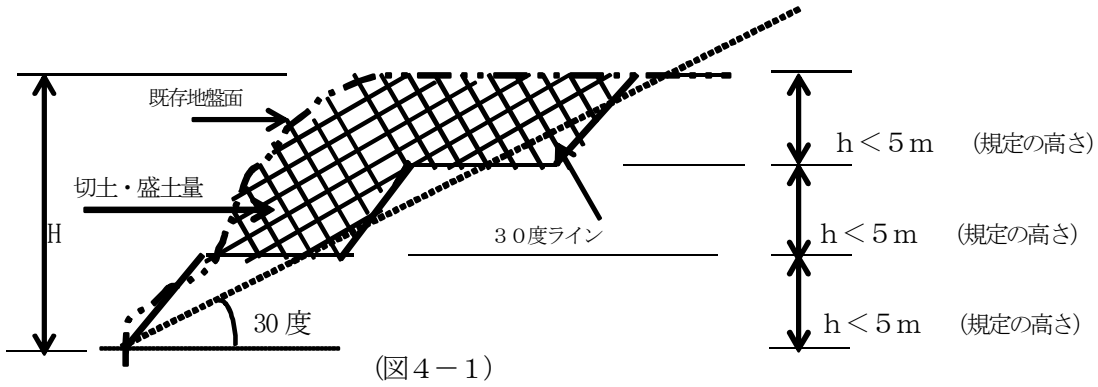 既存地盤面
h<5m (規定の高さ)
切土・盛土量
H
30度ライン
h<5m (規定の高さ)
30度
h<5m (規定の高さ)
(図4-1)